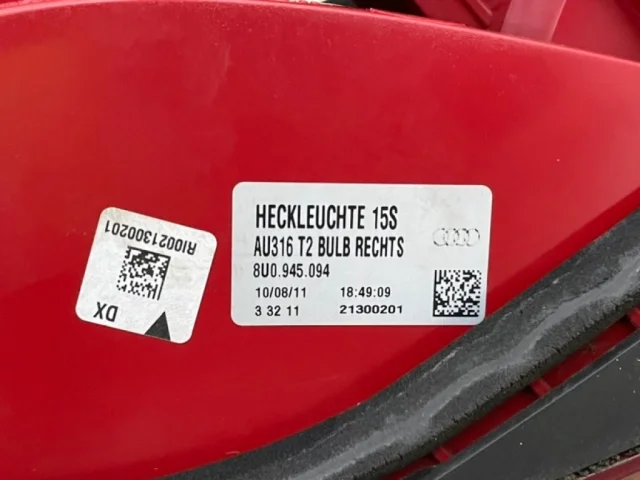 HECKLEUCHTE 15S
AU316 T2 BULB RECHTS
8U0.945.094
10/08/11 18:49:09
3 32 11 21300201
RI0021300201
DX